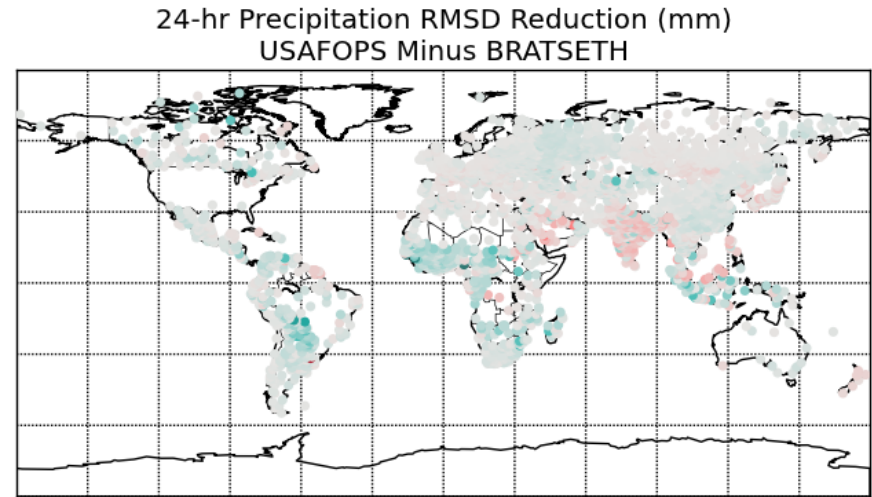 24-hr Precipitation RMSD Reduction (mm)
USAFOPS Minus BRATSETH